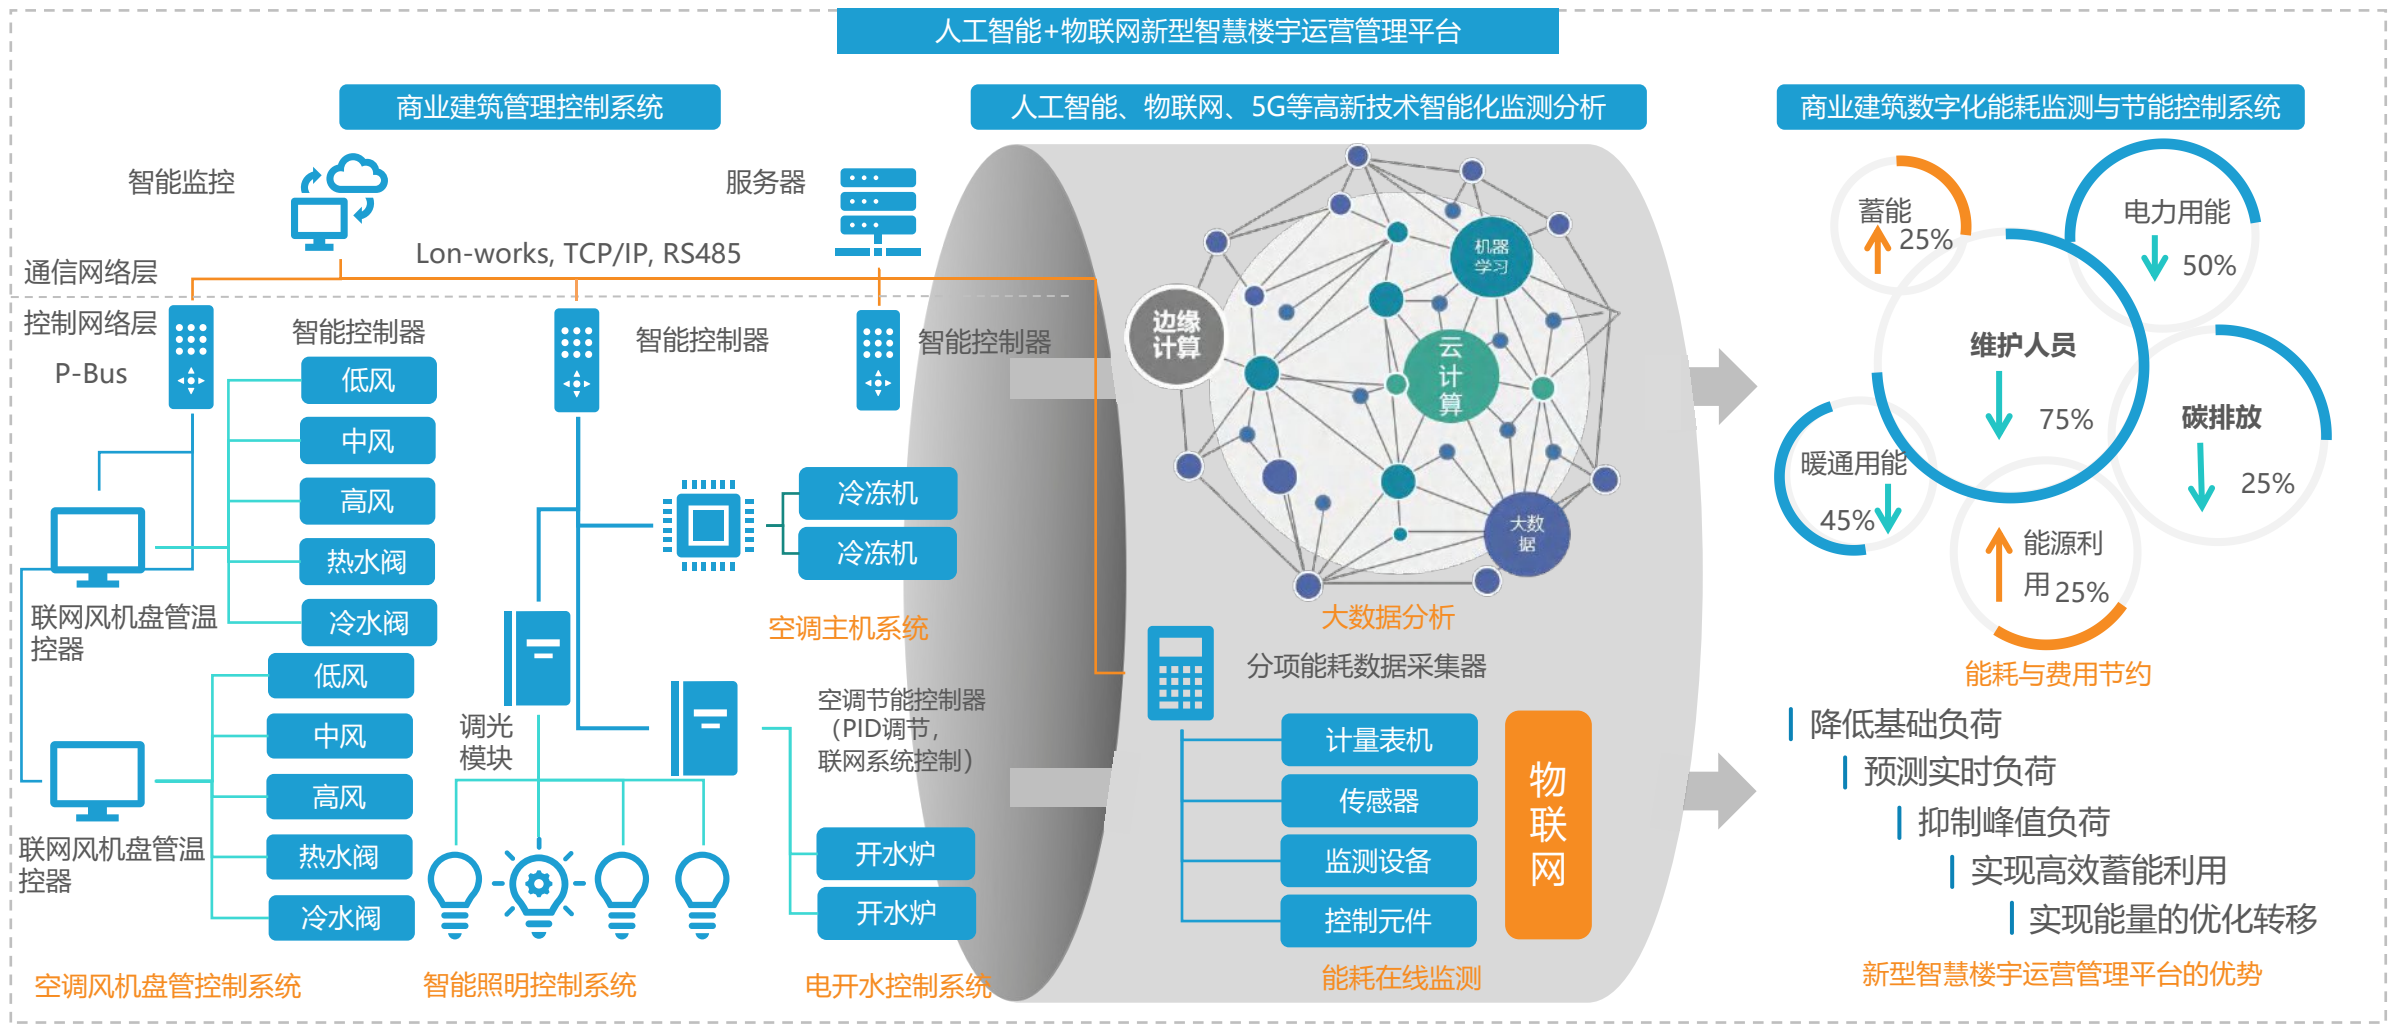 人工智能+物联网新型智慧楼宇运营管理平台
商业建筑管理控制系统
智能监控
服务器
Lon-works, TCP/IP, RS485
通信网络层
控制网络层
P-Bus
智能控制器
智能控制器
智能控制器
低风
中风
高风
热水阀
冷水阀
联网风机盘管温
控器
低风
中风
高风
热水阀
冷水阀
联网风机盘管温
控器
空调风机盘管控制系统
冷冻机
冷冻机
空调主机系统
调光
模块
智能照明控制系统
空调节能控制器
（PID调节，
联网系统控制）
开水炉
开水炉
电开水控制系统
人工智能、物联网、5G等高新技术智能化监测分析
机器
学习
边缘
计算
云
计
算
大数
据
大数据分析
分项能耗数据采集器
计量表机
传感器
监测设备
控制元件
物
联
网
能耗在线监测
商业建筑数字化能耗监测与节能控制系统
蓄能
25%
电力用能
50%
维护人员
75%
碳排放
25%
暖通用能
45%
能源利
用 25%
能耗与费用节约
降低基础负荷
预测实时负荷
抑制峰值负荷
实现高效蓄能利用
实现能量的优化转移
新型智慧楼宇运营管理平台的优势